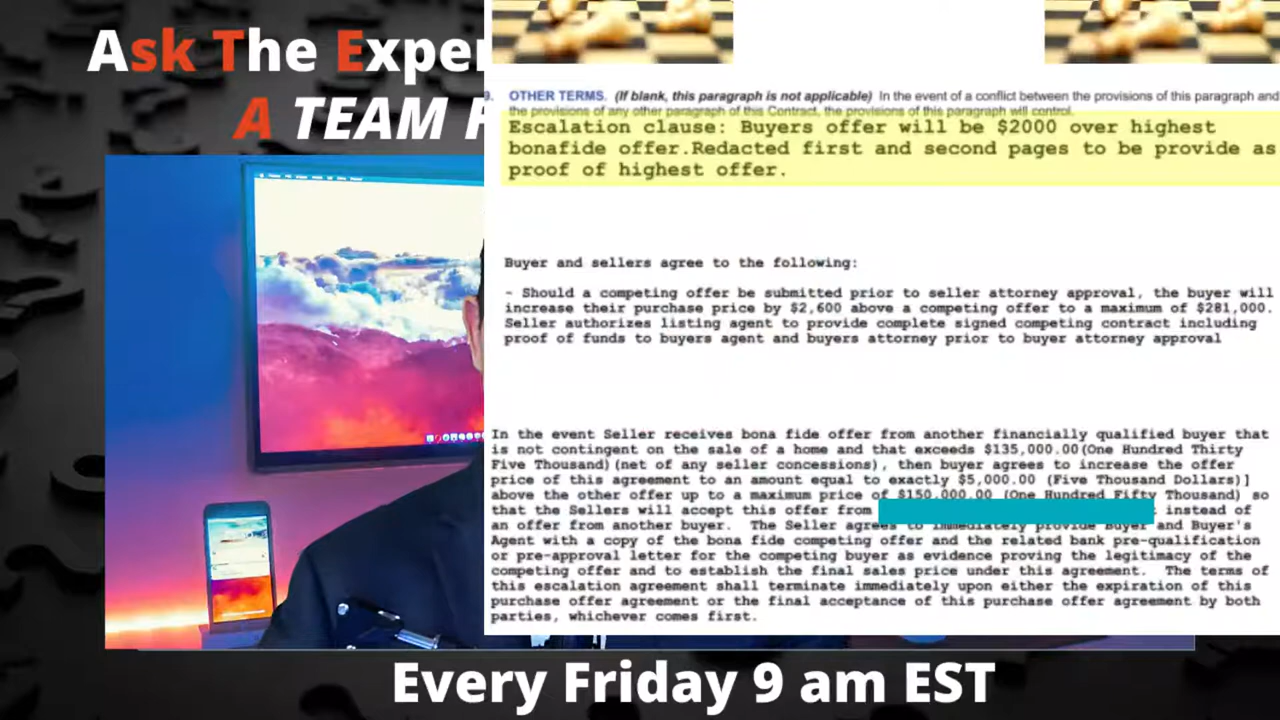 Ask The Exper
A TEAM
9. OTHER TERMS. (If blank, this paragraph is not applicable) In the event of a conflict between the provisions of this paragraph and
the provisions of any other paragraph of this Contract, the provisions of this paragraph will control.
Escalation clause: Buyers offer will be $2000 over highest
bonafide offer.Redacted first and second pages to be provide as
proof of highest offer.
Buyer and sellers agree to the following:
- Should a competing offer be submitted prior to seller attorney approval, the buyer will
increase their purchase price by $2,600 above a competing offer to a maximum of $281,000.
Seller authorizes listing agent to provide complete signed competing contract including
proof of funds to buyers agent and buyers attorney prior to buyer attorney approval
In the event Seller receives bona fide offer from another financially qualified buyer that
is not contingent on the sale of a home and that exceeds $135,000.00(One Hundred Thirty
Five Thousand)(net of any seller concessions), then buyer agrees to increase the offer
price of this agreement to an amount equal to exactly $5,000.00 (Five Thousand Dollars)]
above the other offer up to a maximum price of $150,000.00 (One Hundred Fifty Thousand) so
that the Sellers will accept this offer from instead of
an offer from another buyer. The Seller agrees to immediately provide Buyer and Buyer's
Agent with a copy of the bona fide competing offer and the related bank pre-qualification
or pre-approval letter for the competing buyer as evidence proving the legitimacy of the
competing offer and to establish the final sales price under this agreement. The terms of
this escalation agreement shall terminate immediately upon either the expiration of this
purchase offer agreement or the final acceptance of this purchase offer agreement by both
parties, whichever comes first.
Every Friday 9 am EST